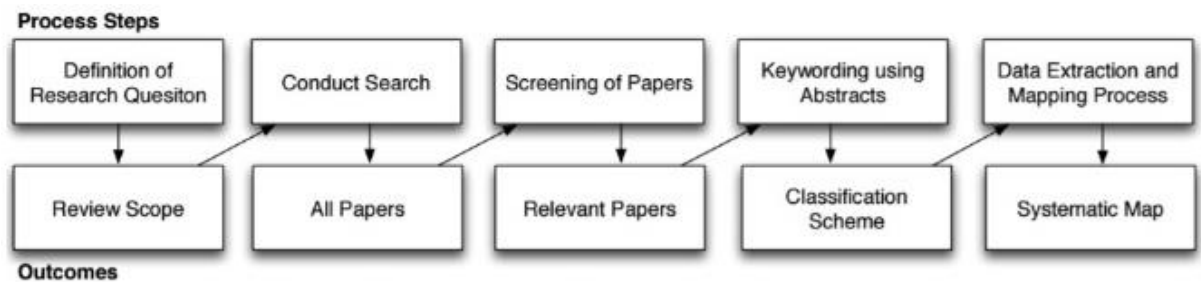 Process Steps
Definition of
Research Quesiton
Conduct Search
Screening of Papers
Keywording using
Abstracts
Data Extraction and
Mapping Process
Review Scope
All Papers
Relevant Papers
Classification
Scheme
Systematic Map
Outcomes